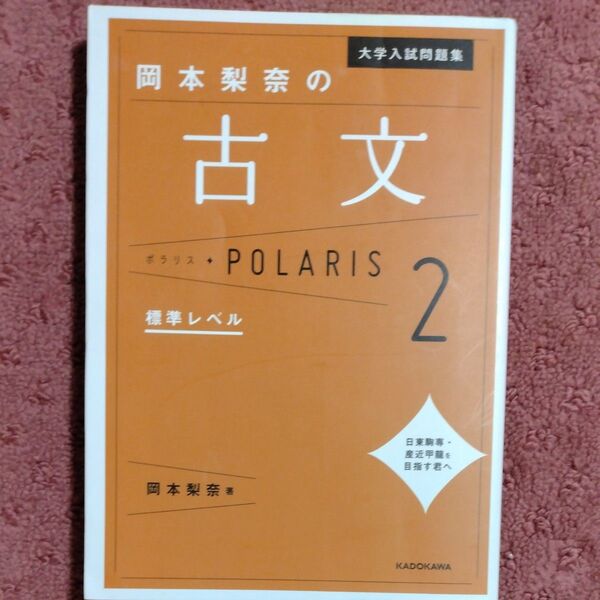 大学入試問題集
岡本梨奈の
古文
ポラリス + POLARIS 2
標準レベル
日東駒専・
産近甲龍を
目指す君へ
岡本梨奈 著
KADOKAWA